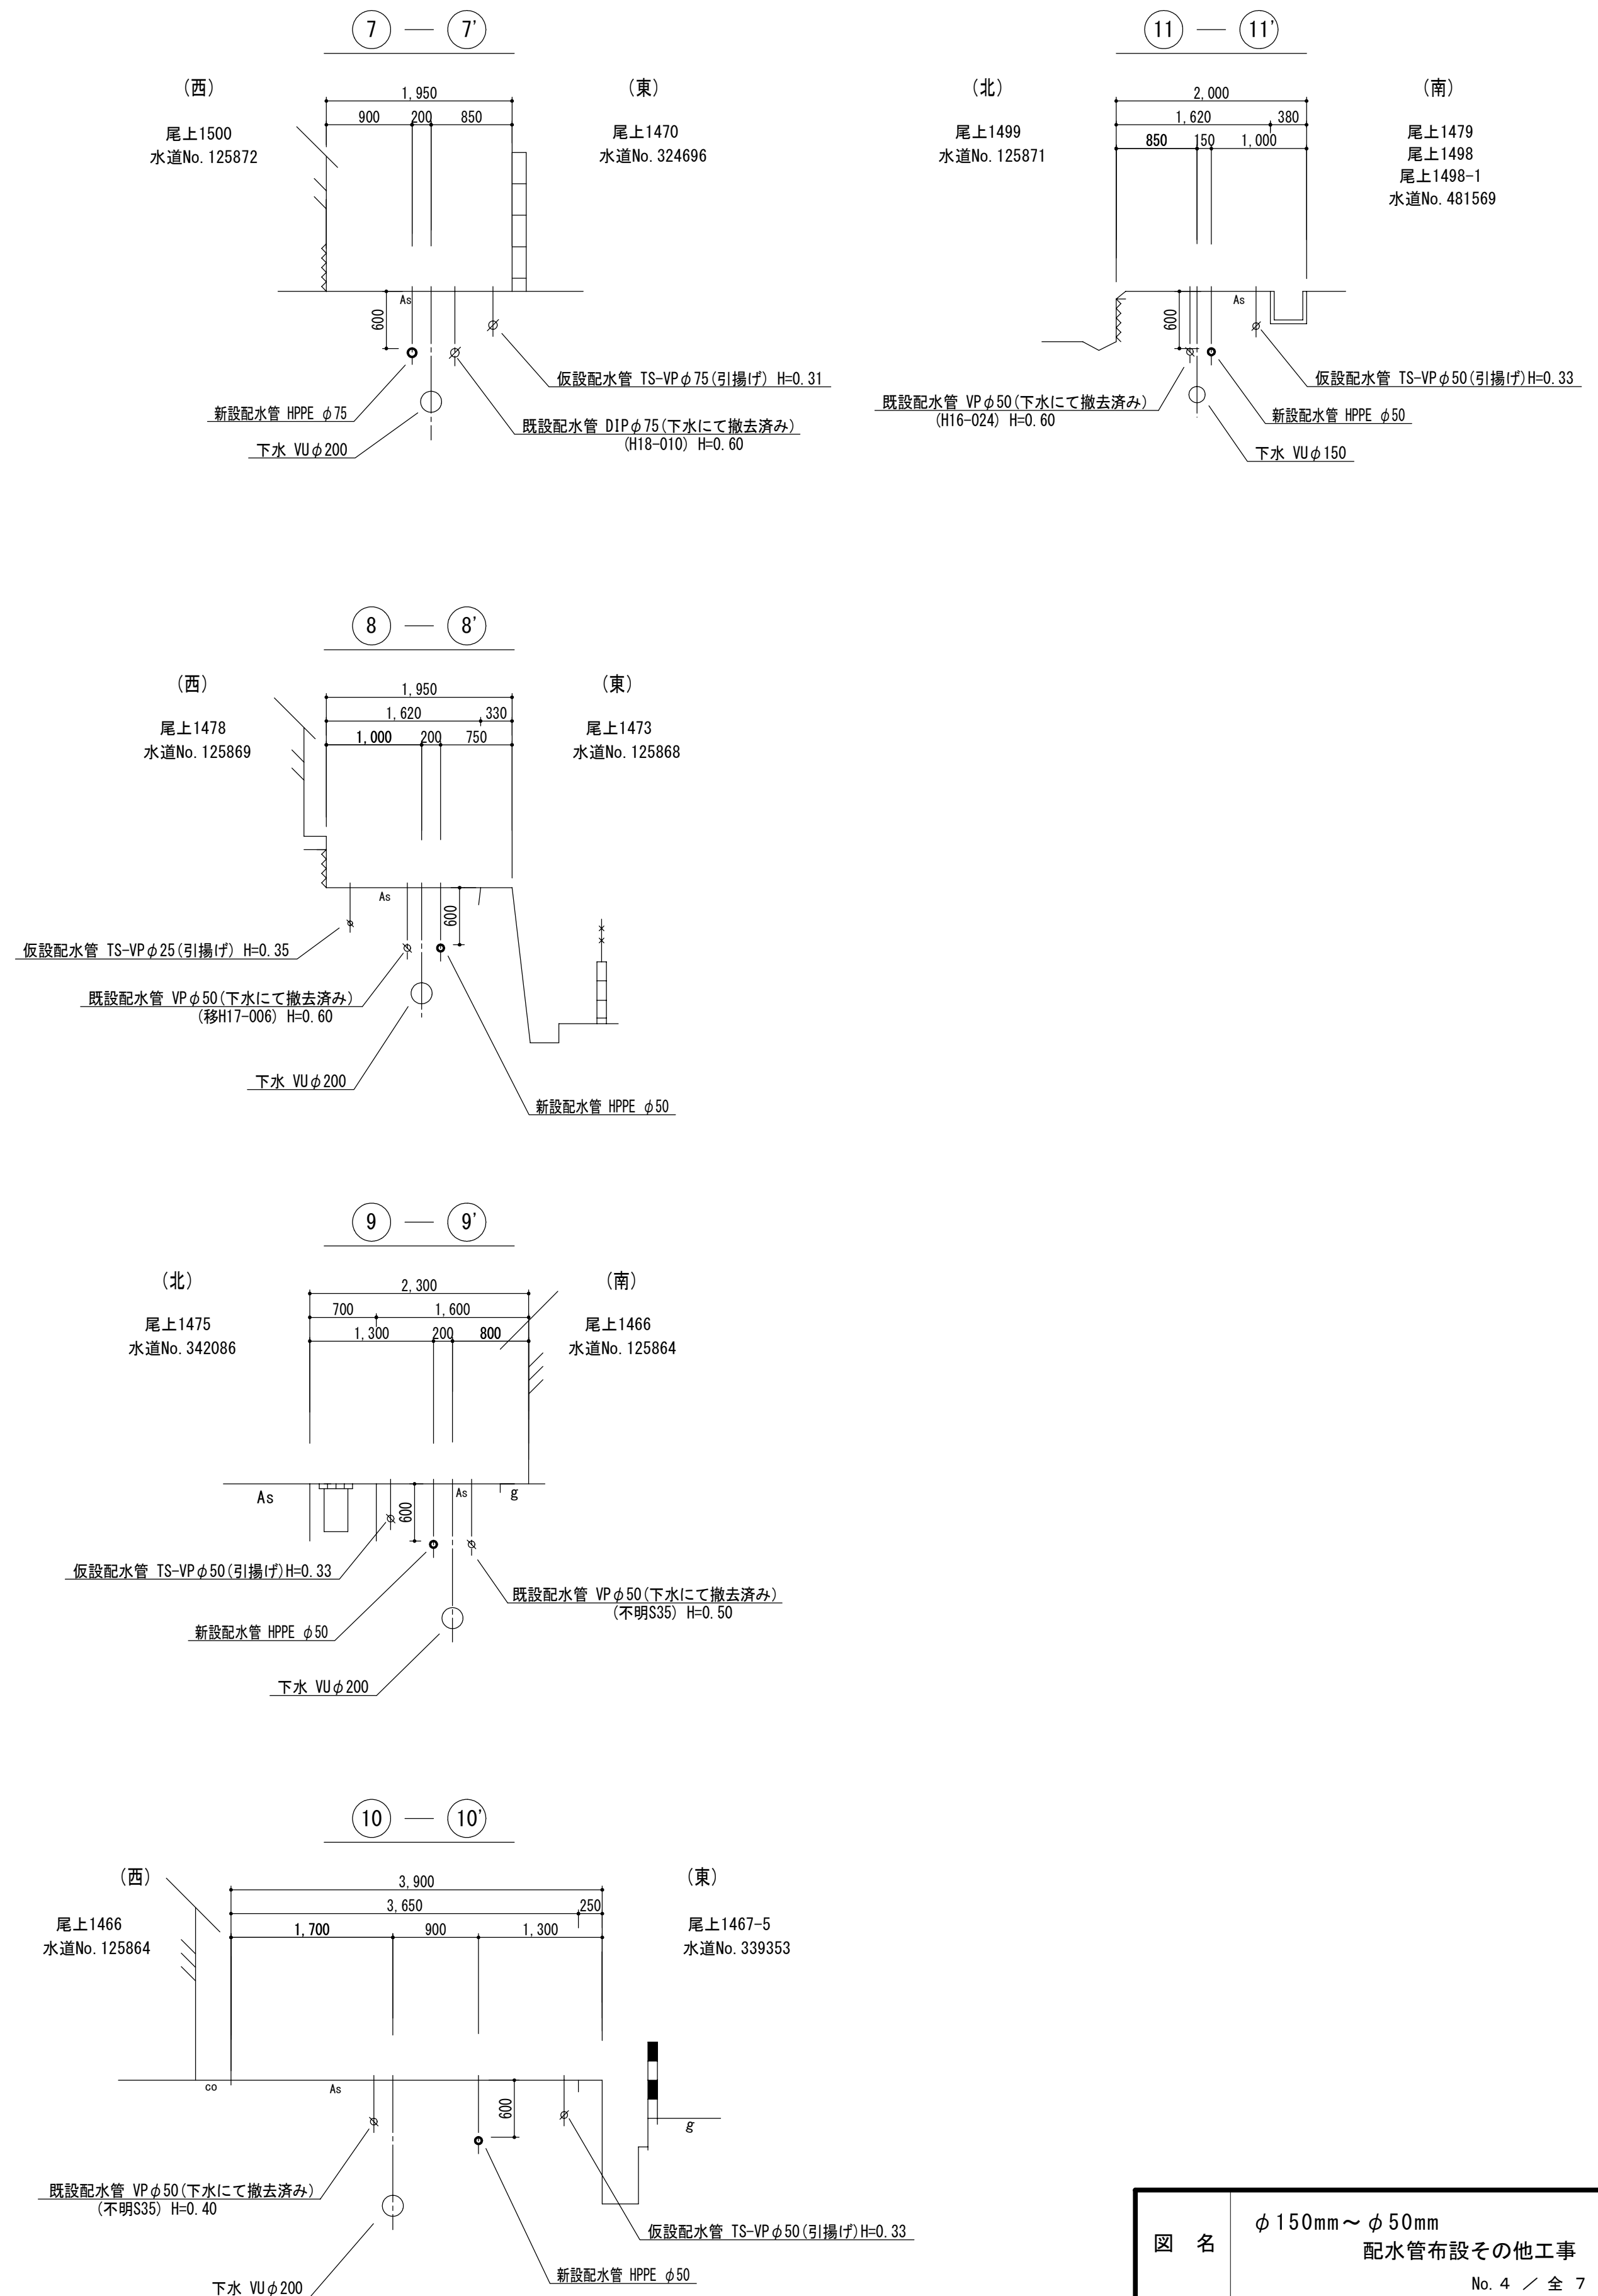 7 — 7'
(西)
(東)
1,950
900 200 850
尾上1500
水道No. 125872
尾上1470
水道No. 324696
As
600
仮設配水管 TS-VPφ75(引揚げ) H=0.31
新設配水管 HPPE φ75
既設配水管 DIPφ75(下水にて撤去済み)
(H18-010) H=0.60
下水 VUφ200
11 — 11'
(北)
(南)
2,000
1,620 380
850 150 1,000
尾上1499
水道No. 125871
尾上1479
尾上1498
尾上1498-1
水道No. 481569
As
600
仮設配水管 TS-VPφ50(引揚げ)H=0.33
既設配水管 VPφ50(下水にて撤去済み)
(H16-024) H=0.60
新設配水管 HPPE φ50
下水 VUφ150
8 — 8'
(西)
(東)
1,950
1,620 330
1,000 200 750
尾上1478
水道No. 125869
尾上1473
水道No. 125868
As
600
仮設配水管 TS-VPφ25(引揚げ) H=0.35
既設配水管 VPφ50(下水にて撤去済み)
(移H17-006) H=0.60
下水 VUφ200
新設配水管 HPPE φ50
9 — 9'
(北)
(南)
2,300
700 1,600
1,300 200 800
尾上1475
水道No. 342086
尾上1466
水道No. 125864
As
As
g
600
仮設配水管 TS-VPφ50(引揚げ)H=0.33
既設配水管 VPφ50(下水にて撤去済み)
(不明S35) H=0.50
新設配水管 HPPE φ50
下水 VUφ200
10 — 10'
(西)
(東)
3,900
3,650 250
1,700 900 1,300
尾上1466
水道No. 125864
尾上1467-5
水道No. 339353
co
As
600
g
既設配水管 VPφ50(下水にて撤去済み)
(不明S35) H=0.40
仮設配水管 TS-VPφ50(引揚げ)H=0.33
新設配水管 HPPE φ50
下水 VUφ200
図 名
φ150mm～φ50mm
配水管布設その他工事
No. 4 ／ 全 7